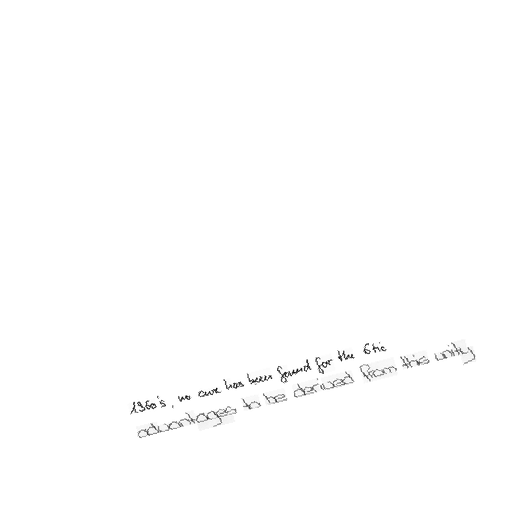 1960's, no cure has been found for the 6tic
advantages to be derived from this unity